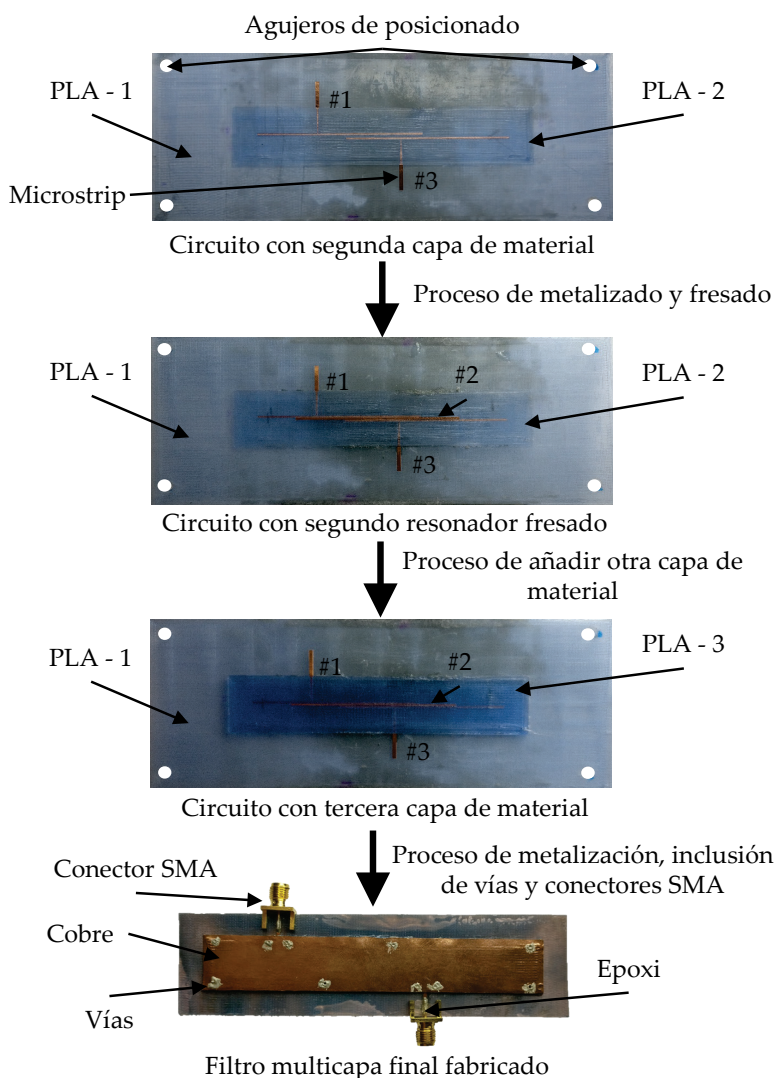 Agujeros de posicionado
PLA - 1
PLA - 2
#1
#3
Microstrip
Circuito con segunda capa de material
Proceso de metalizado y fresado
PLA - 1
PLA - 2
#1
#2
#3
Circuito con segundo resonador fresado
Proceso de añadir otra capa de
material
PLA - 1
PLA - 3
#1
#2
#3
Circuito con tercera capa de material
Proceso de metalización, inclusión
de vías y conectores SMA
Conector SMA
Cobre
Epoxi
Vías
Filtro multicapa final fabricado